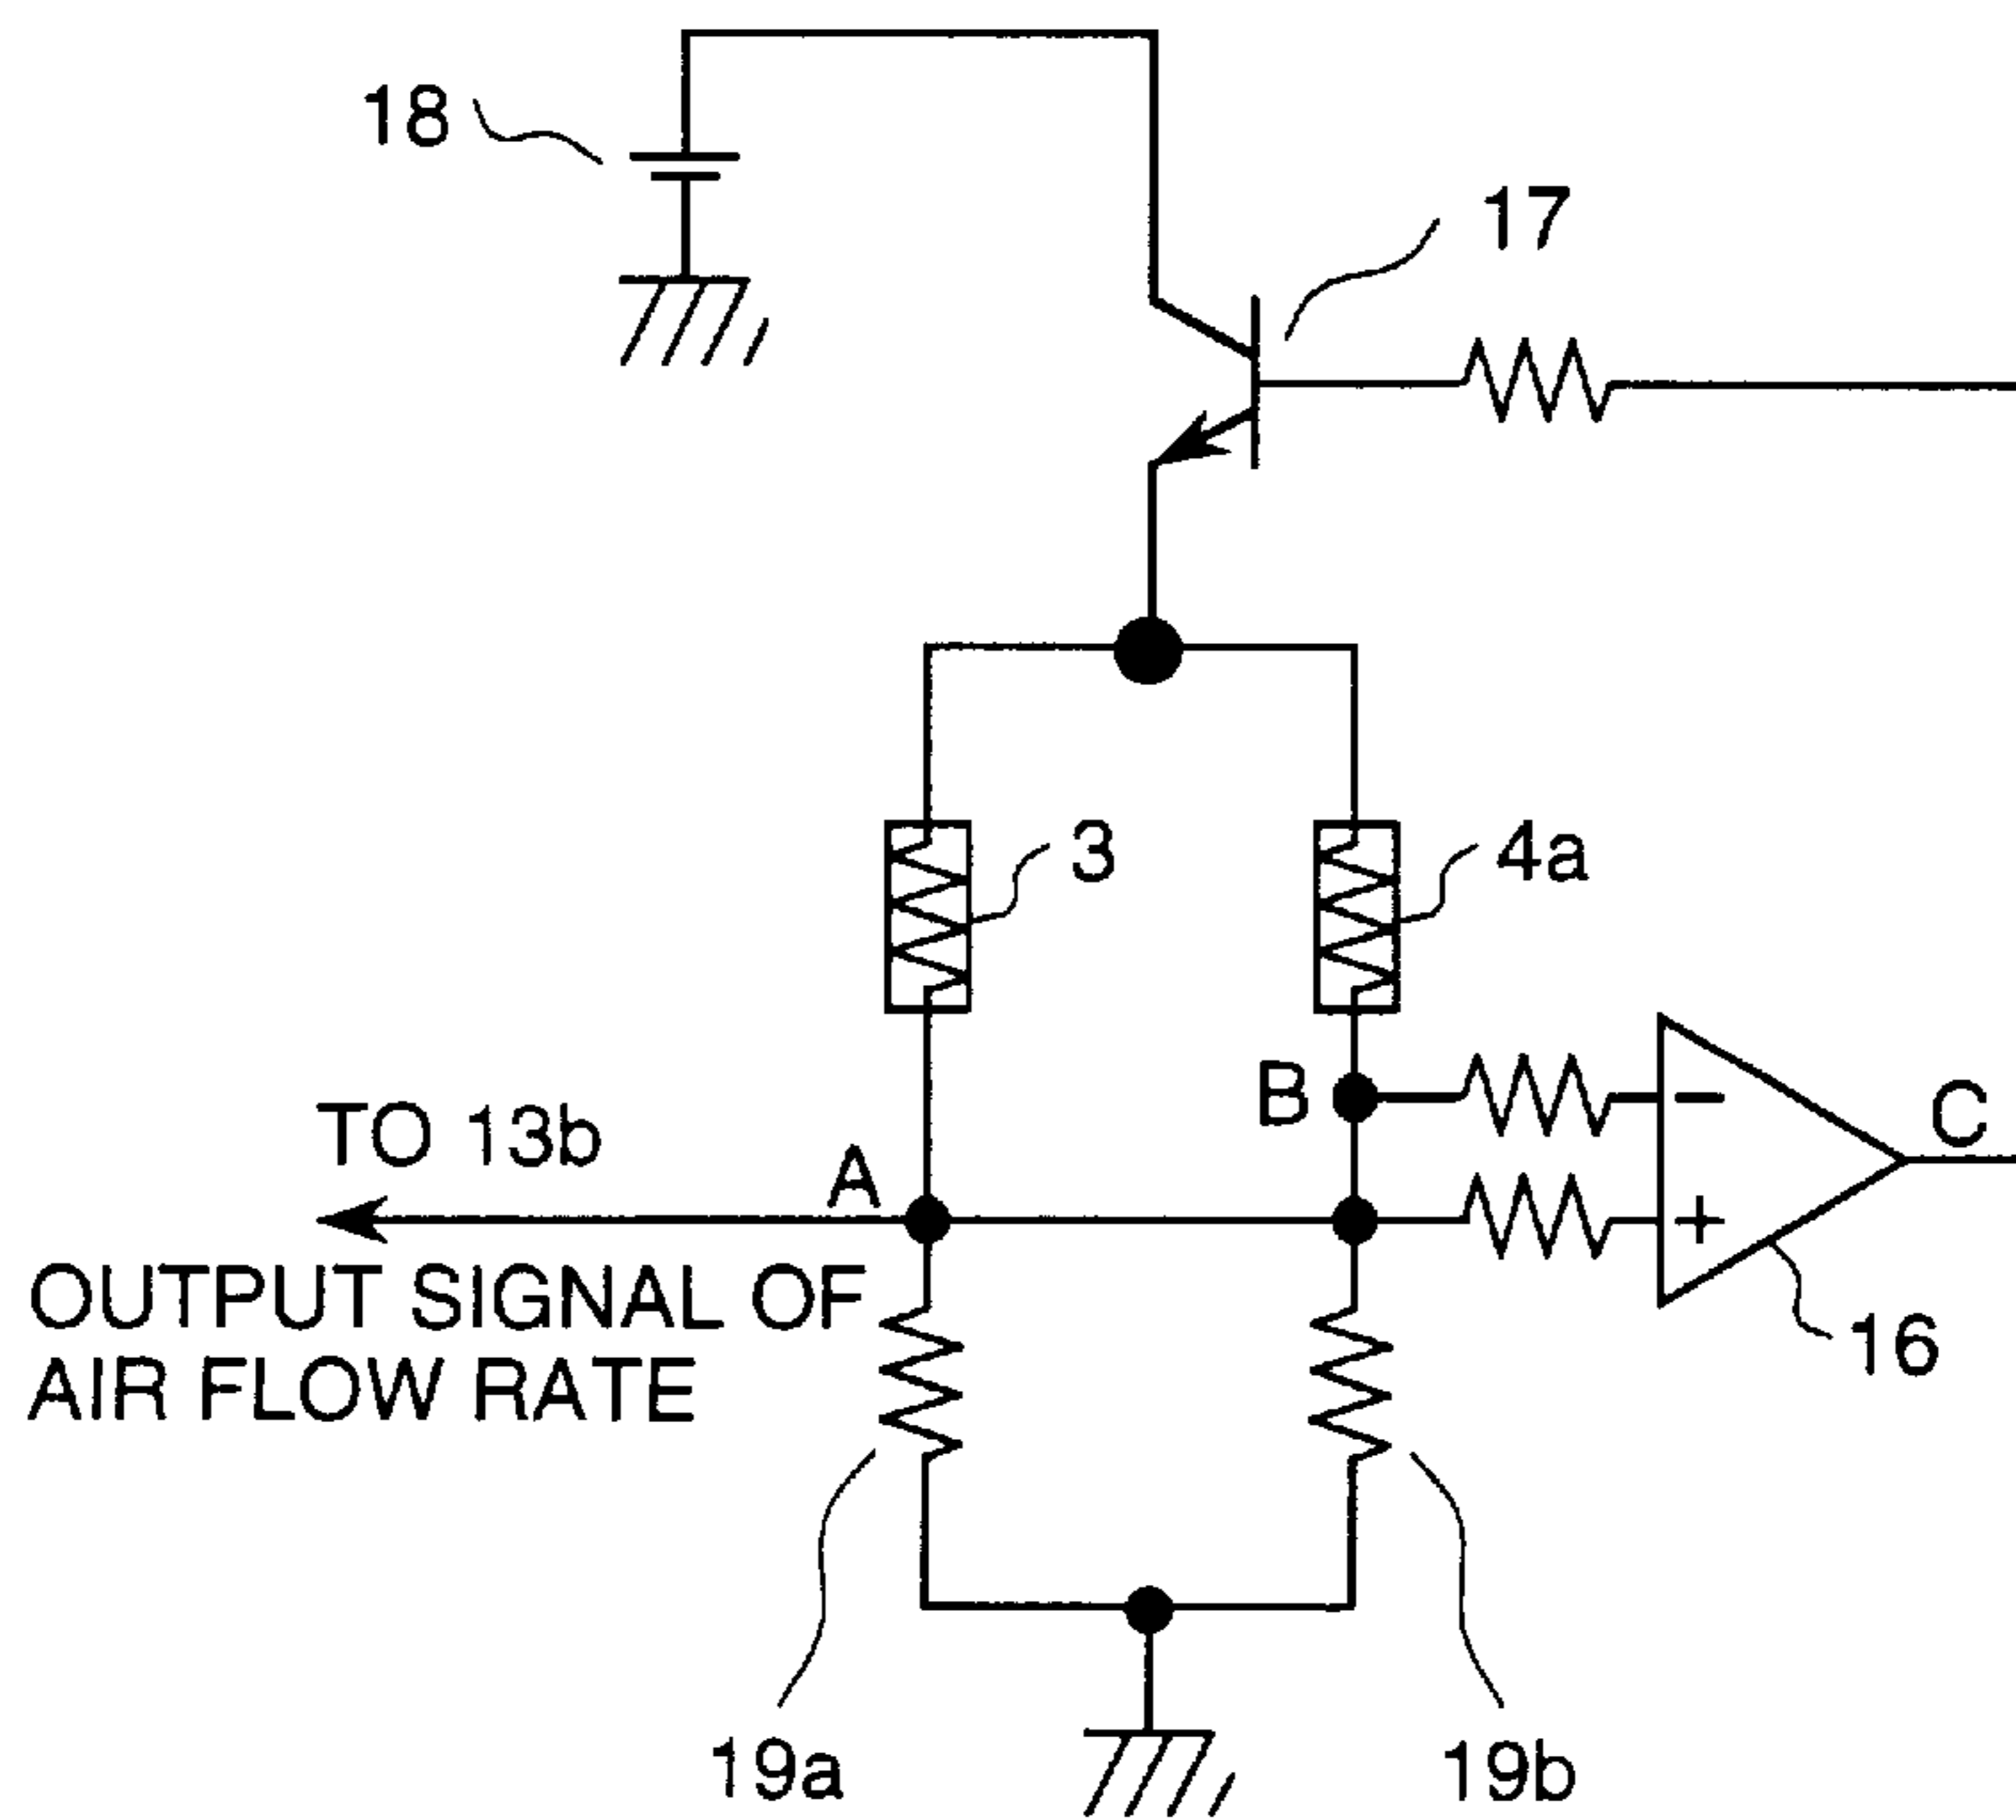 18
17
3
4a
B
C
TO 13b
A
−
+
OUTPUT SIGNAL OF
AIR FLOW RATE
16
19a
19b